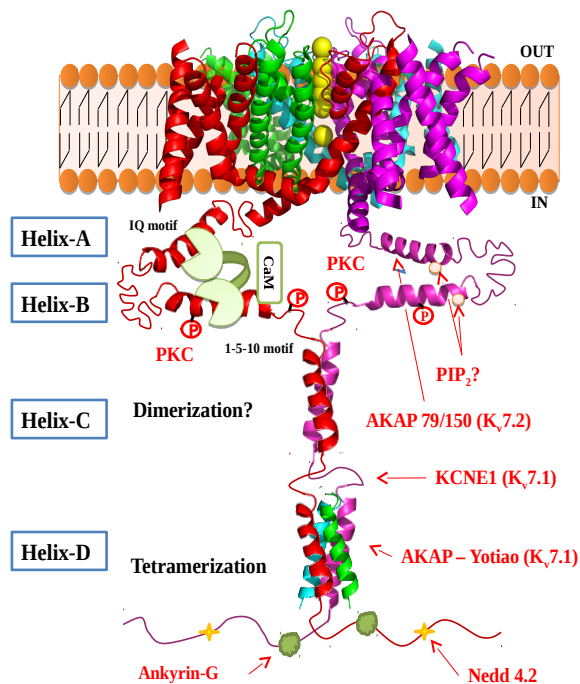 OUT
IN
IQ motif
Helix-A
CaM
PKC
Helix-B
P
P
P
P
PKC
1-5-10 motif
PIP2?
Helix-C
Dimerization?
AKAP 79/150 (Kv7.2)
KCNE1 (Kv7.1)
Helix-D
Tetramerization
AKAP – Yotiao (Kv7.1)
Ankyrin-G
Nedd 4.2